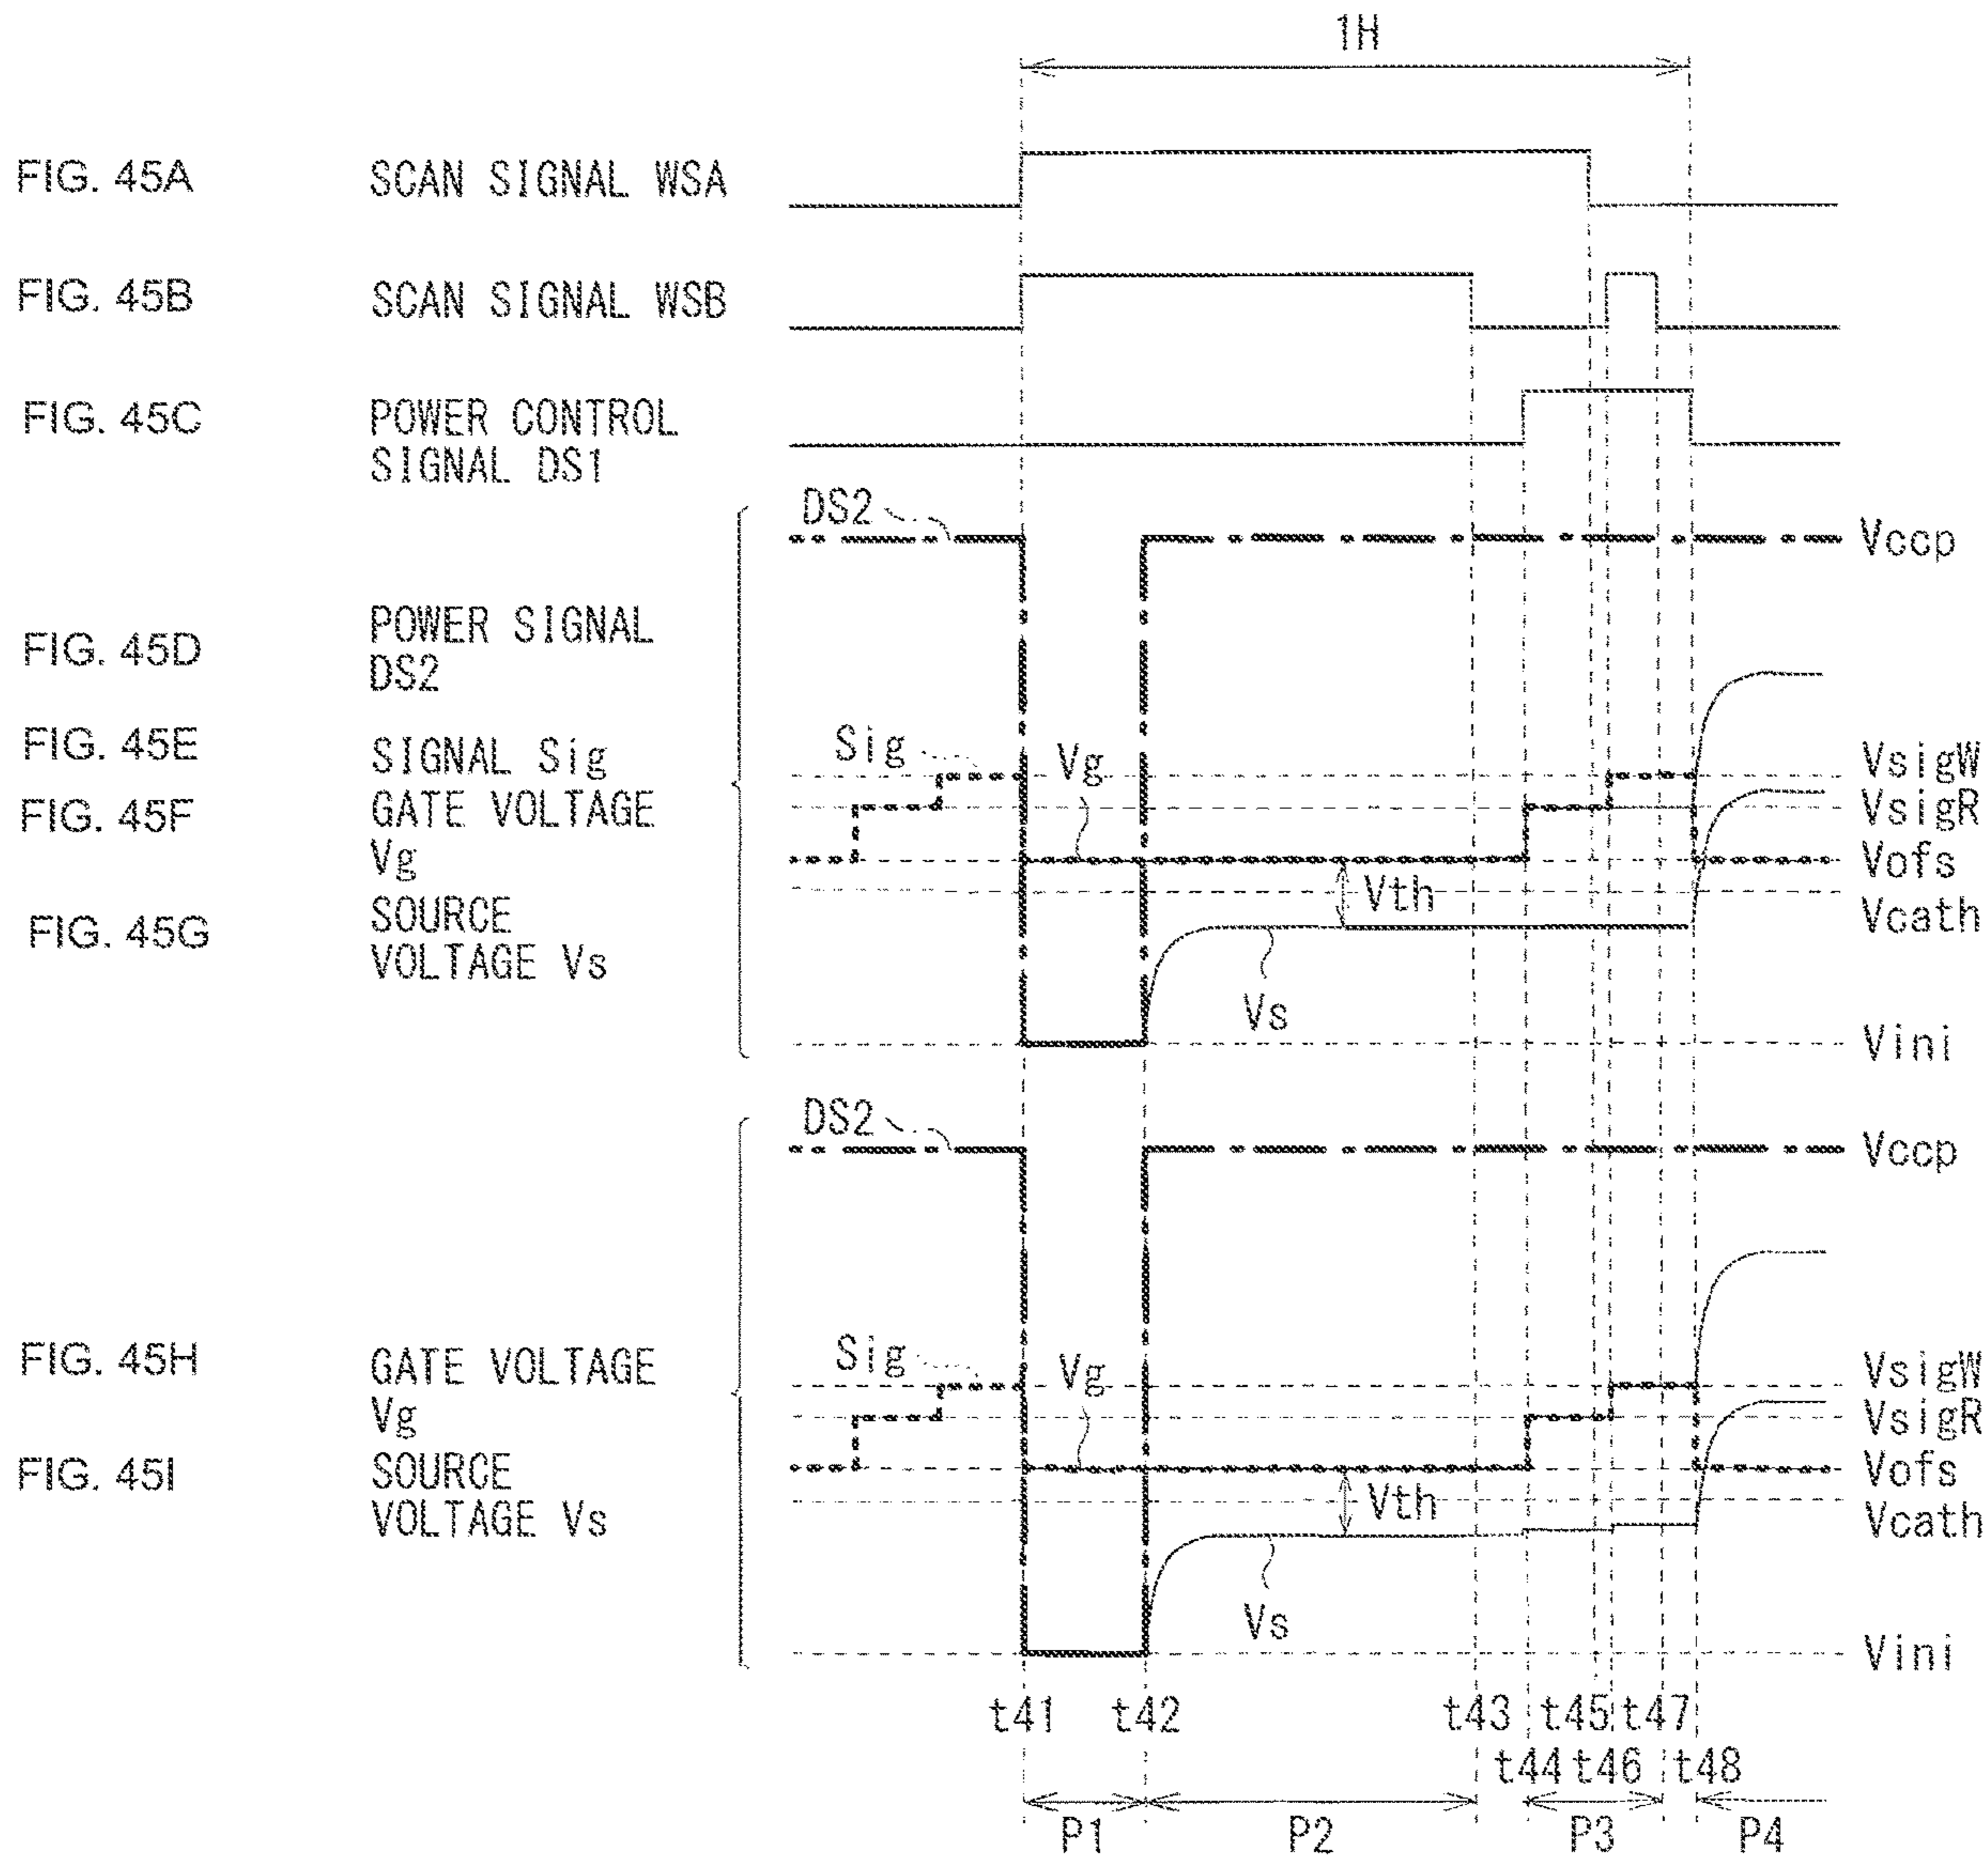 1H
FIG. 45A SCAN SIGNAL WSA
FIG. 45B SCAN SIGNAL WSB
FIG. 45C POWER CONTROL
SIGNAL DS1
DS2
Vccp
FIG. 45D POWER SIGNAL
DS2
FIG. 45E SIGNAL Sig
Sig
Vg
VsigW
FIG. 45F GATE VOLTAGE
VsigR
Vg
Vofs
Vth
FIG. 45G SOURCE
VOLTAGE Vs
Vcath
Vs
Vini
DS2
Vccp
FIG. 45H GATE VOLTAGE
Vg
Sig
Vg
VsigW
VsigR
FIG. 45I SOURCE
VOLTAGE Vs
Vofs
Vth
Vcath
Vs
Vini
t41 t42 t43 t45 t47
t44 t46 t48
P1 P2 P3 P4